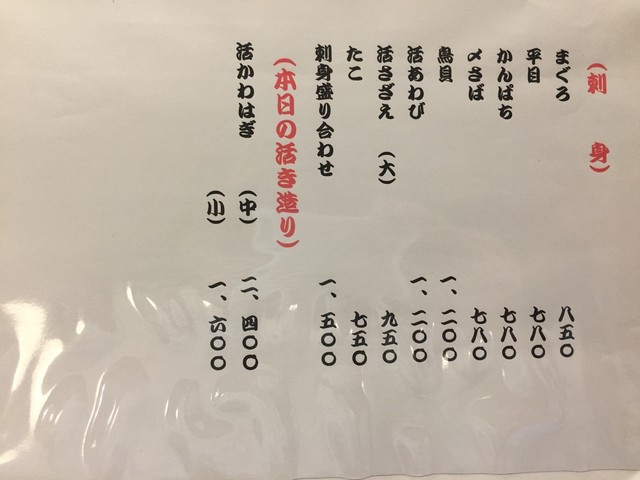 (刺 身)
まぐろ 八五〇
平目 七八〇
かんぱち 七八〇
〆さば 七八〇
鳥貝 一、二〇〇
活あわび 一、二〇〇
活さざえ (大) 九五〇
たこ 七五〇
刺身盛り合わせ 一、五〇〇
(本日の活き造り)
活かわはぎ (中) 二、四〇〇
(小) 一、六〇〇